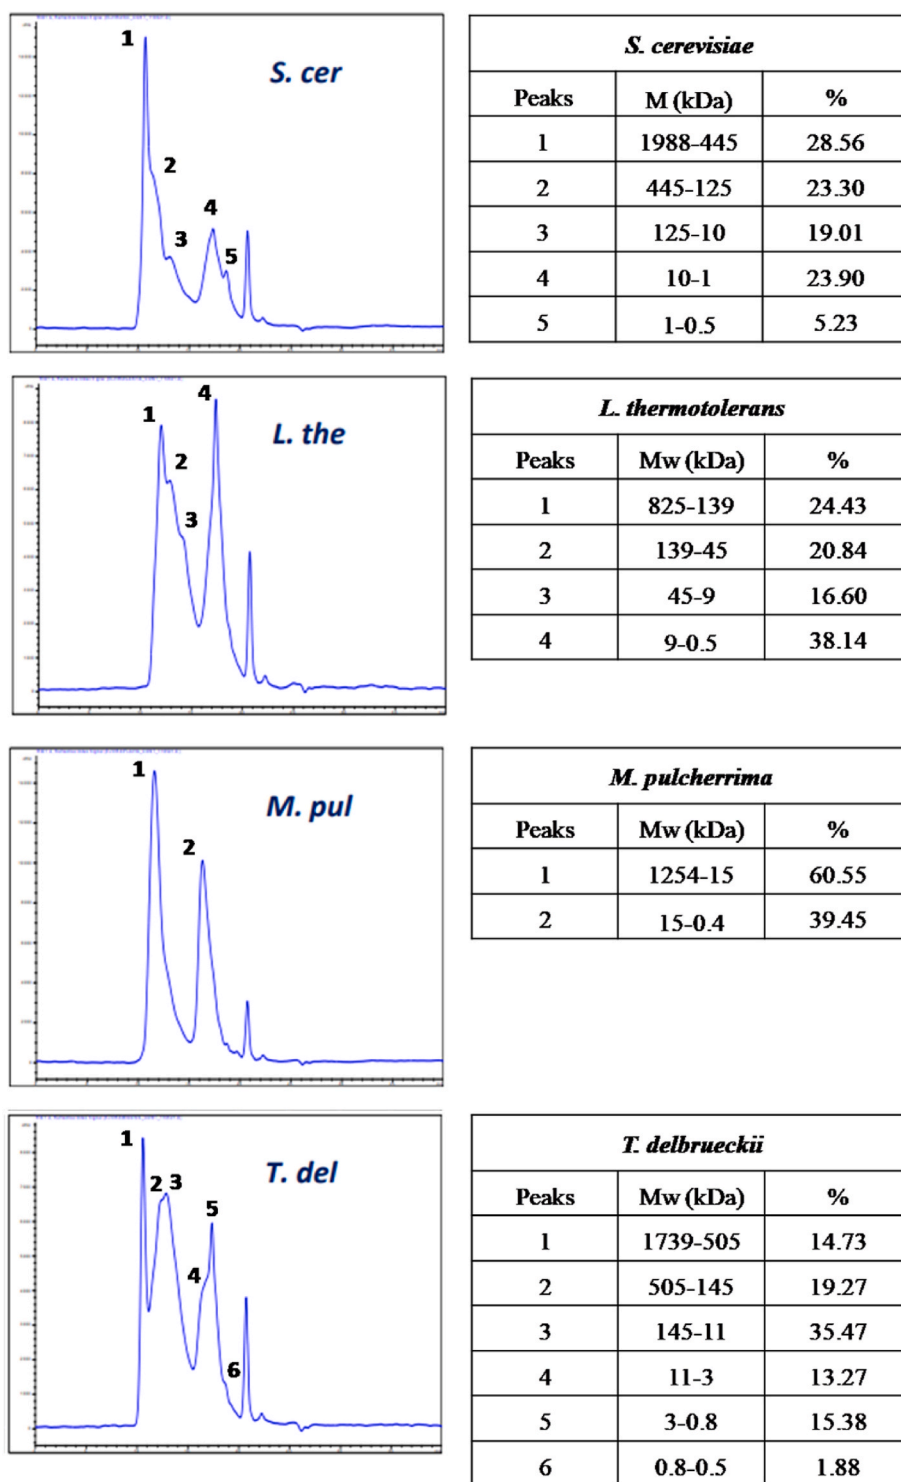 S. cer
1
2
3
4
5
S. cerevisiae
Peaks M (kDa) %
1 1988-445 28.56
2 445-125 23.30
3 125-10 19.01
4 10-1 23.90
5 1-0.5 5.23
L. the
1
2
3
4
L. thermotolerans
Peaks Mw (kDa) %
1 825-139 24.43
2 139-45 20.84
3 45-9 16.60
4 9-0.5 38.14
M. pul
1
2
M. pulcherrima
Peaks Mw (kDa) %
1 1254-15 60.55
2 15-0.4 39.45
T. del
1
2 3
4
5
6
T. delbrueckii
Peaks Mw (kDa) %
1 1739-505 14.73
2 505-145 19.27
3 145-11 35.47
4 11-3 13.27
5 3-0.8 15.38
6 0.8-0.5 1.88